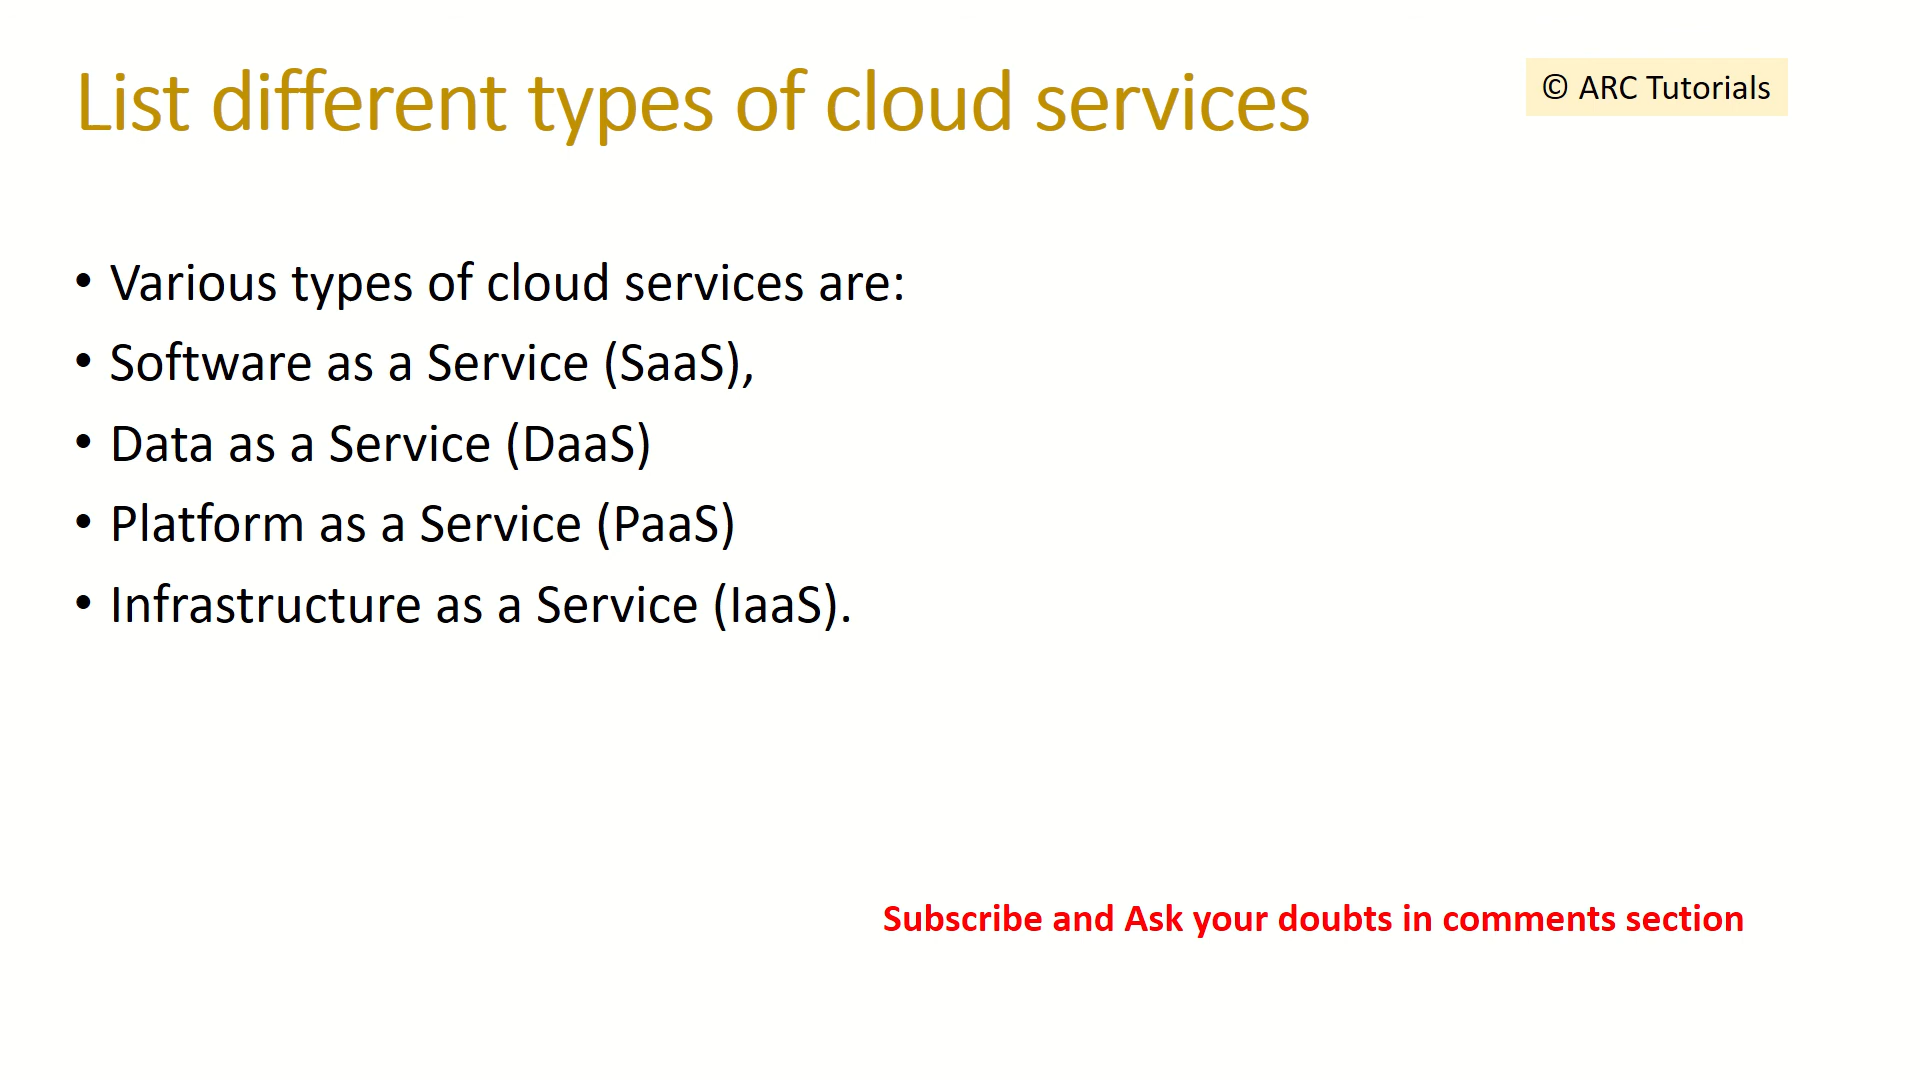 List different types of cloud services
© ARC Tutorials
• Various types of cloud services are:
• Software as a Service (SaaS),
• Data as a Service (DaaS)
• Platform as a Service (PaaS)
• Infrastructure as a Service (IaaS).
Subscribe and Ask your doubts in comments section